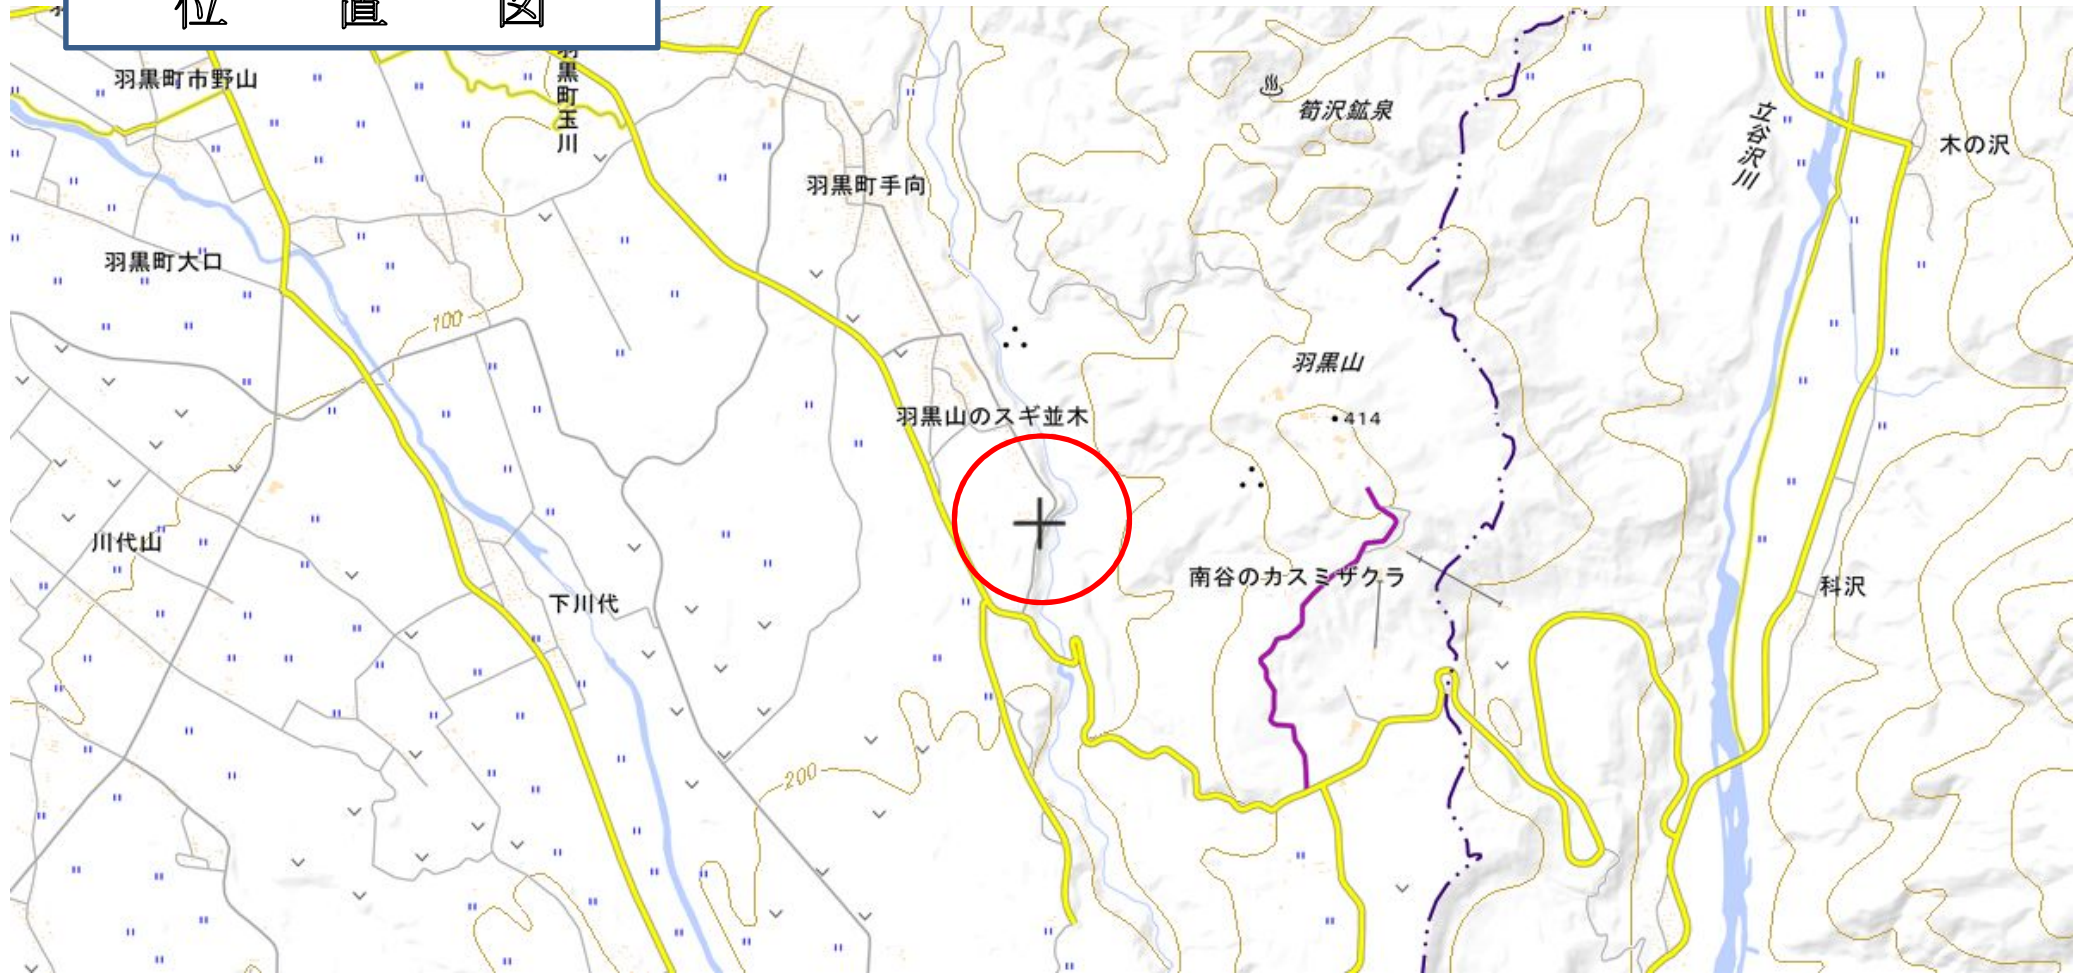 位置図
羽黒町市野山
羽黒町玉川
筍沢鉱泉
立谷沢川
木の沢
羽黒町手向
羽黒町大口
100
羽黒山
414
羽黒山のスギ並木
川代山
下川代
南谷のカスミザクラ
科沢
200